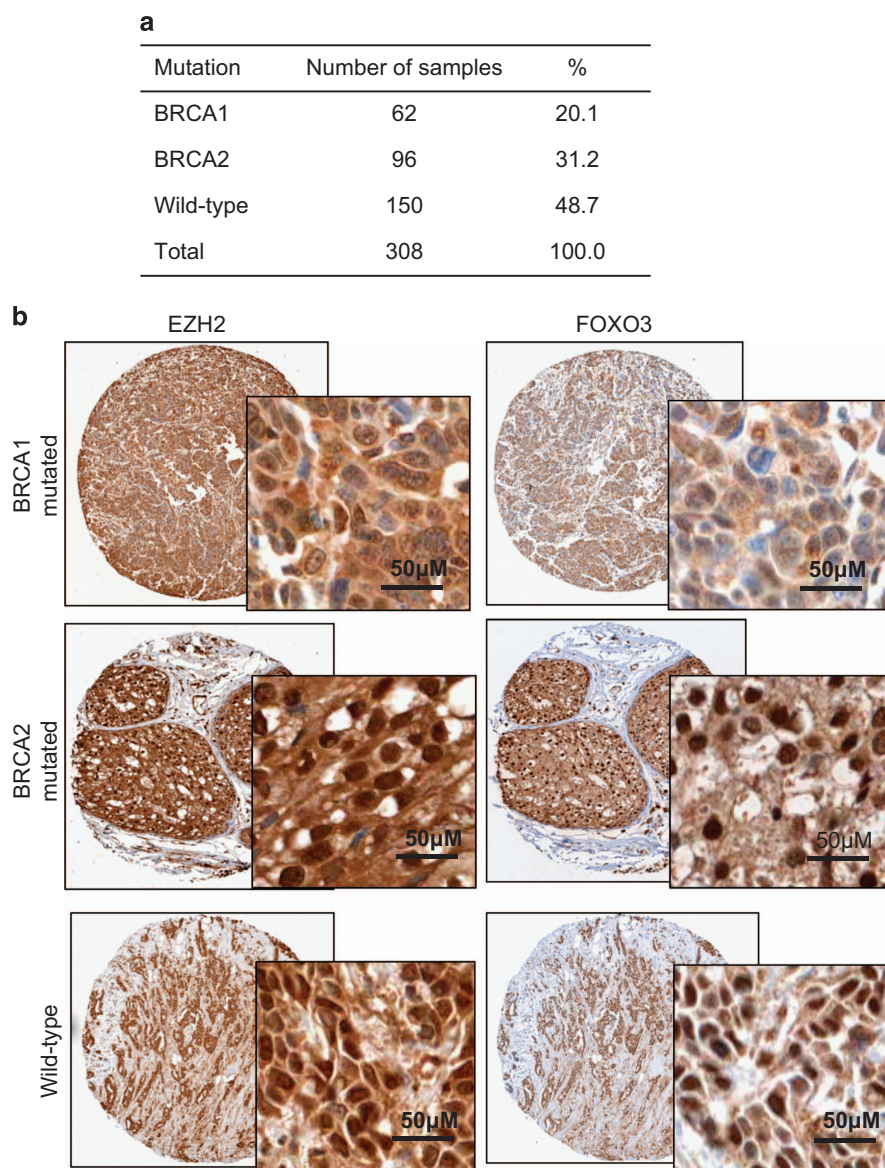 a
Mutation Number of samples %
BRCA1 62 20.1
BRCA2 96 31.2
Wild-type 150 48.7
Total 308 100.0
b
EZH2 FOXO3
BRCA1
mutated
50µM 50µM
BRCA2
mutated
50µM 50µM
Wild-type
50µM 50µM